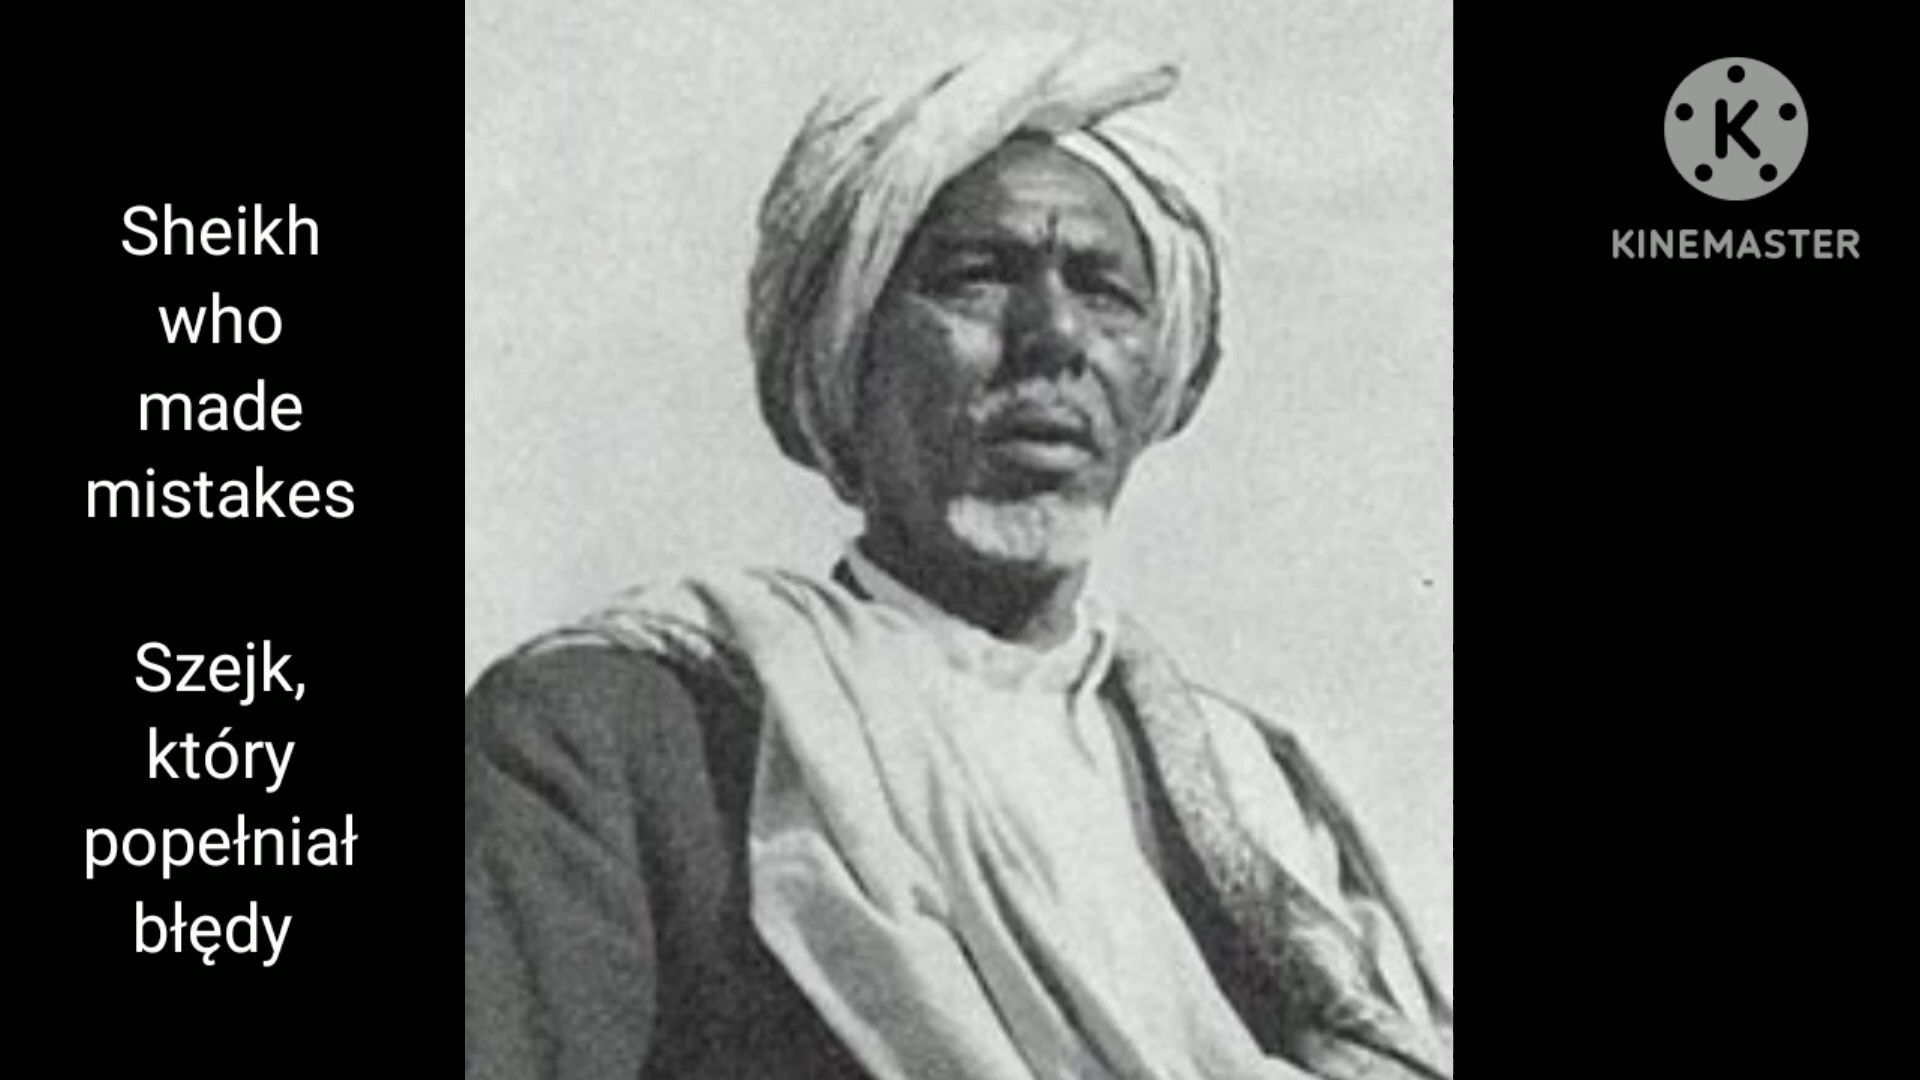 Sheikh
who
made
mistakes
Szejk,
który
popełniał
błędy
K
KINEMASTER